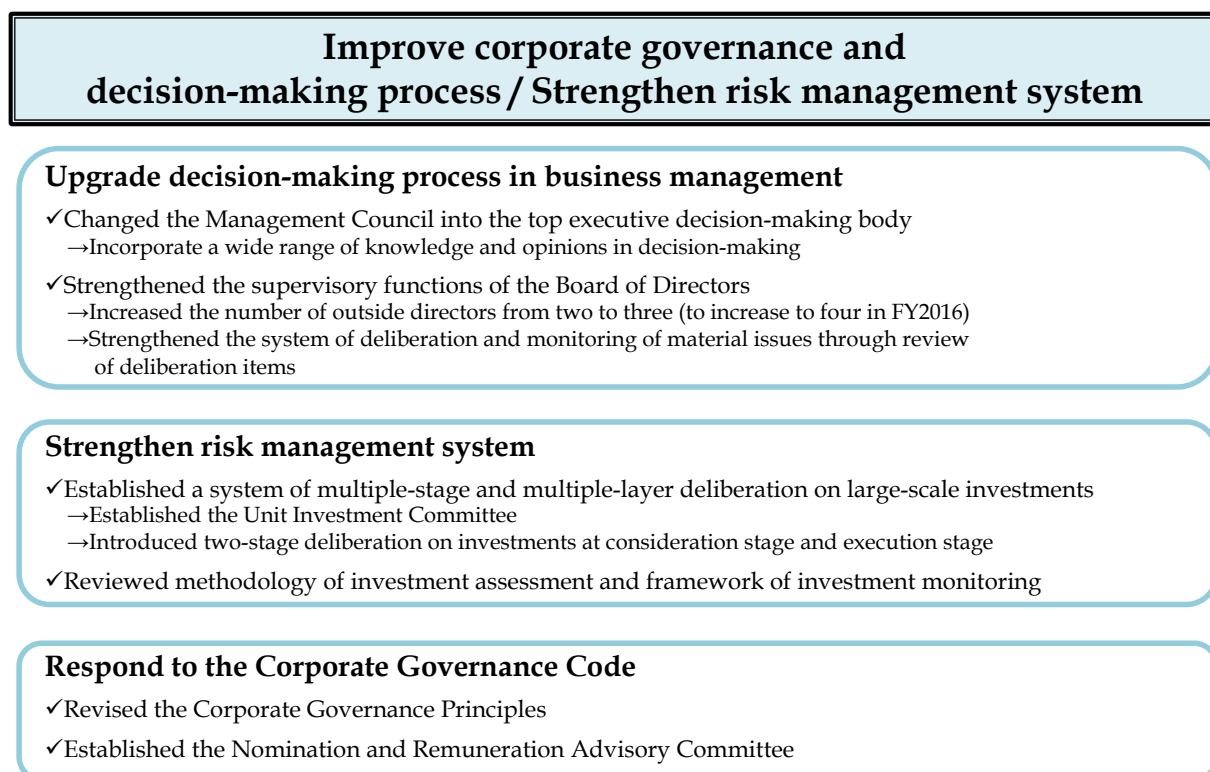 Improve corporate governance and
decision-making process / Strengthen risk management system
Upgrade decision-making process in business management
✓Changed the Management Council into the top executive decision-making body
→Incorporate a wide range of knowledge and opinions in decision-making
✓Strengthened the supervisory functions of the Board of Directors
→Increased the number of outside directors from two to three (to increase to four in FY2016)
→Strengthened the system of deliberation and monitoring of material issues through review
of deliberation items
Strengthen risk management system
✓Established a system of multiple-stage and multiple-layer deliberation on large-scale investments
→Established the Unit Investment Committee
→Introduced two-stage deliberation on investments at consideration stage and execution stage
✓Reviewed methodology of investment assessment and framework of investment monitoring
Respond to the Corporate Governance Code
✓Revised the Corporate Governance Principles
✓Established the Nomination and Remuneration Advisory Committee